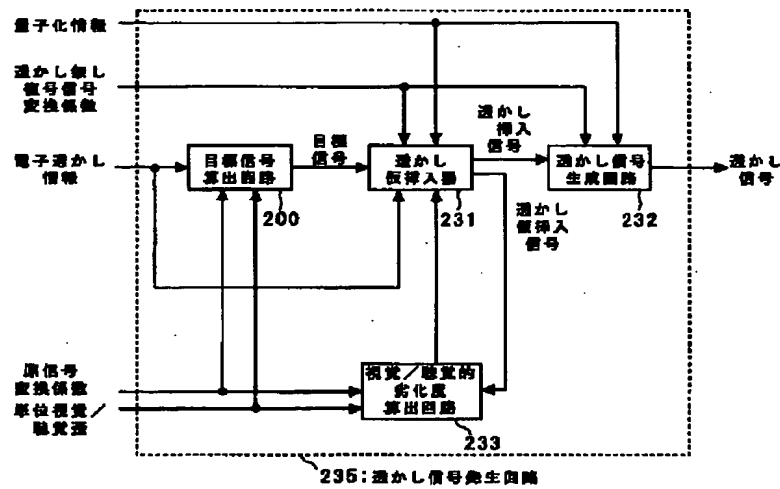 量子化情報
透かし無し
復号信号
変換係数
電子透かし
情報
目標信号
算出回路
200
目標
信号
透かし
仮挿入器
231
透かし
挿入
信号
透かし
仮挿入
信号
透かし信号
生成回路
232
透かし
信号
原信号
変換係数
単位視覚/
聴覚歪
視覚/聴覚的
劣化度
算出回路
233
235:透かし信号発生回路